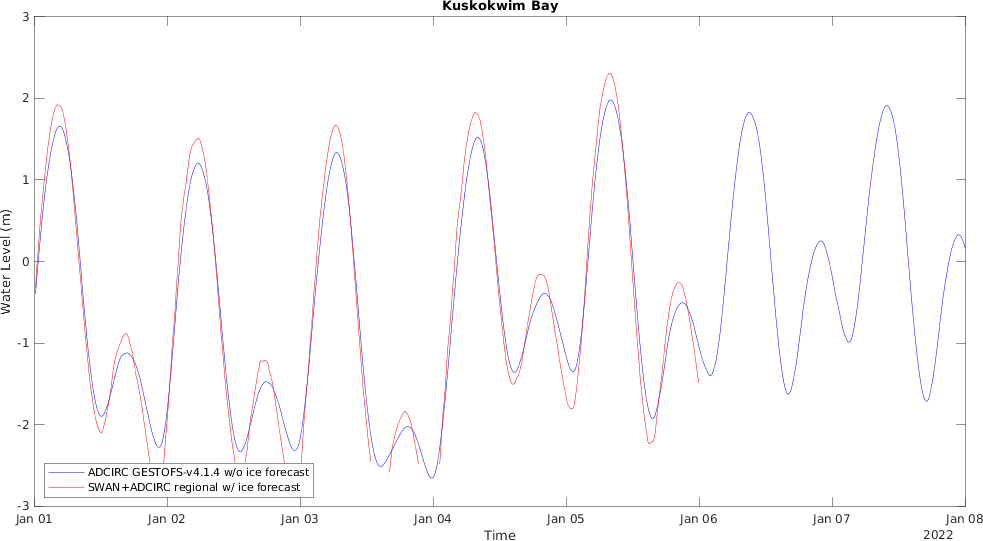 Kuskokwim Bay
3
2
1
0
-1
-2
-3
Water Level (m)
ADCIRC GESTOFS-v4.1.4 w/o ice forecast
SWAN+ADCIRC regional w/ ice forecast
Jan 01 Jan 02 Jan 03 Jan 04 Jan 05 Jan 06 Jan 07 Jan 08
Time
2022